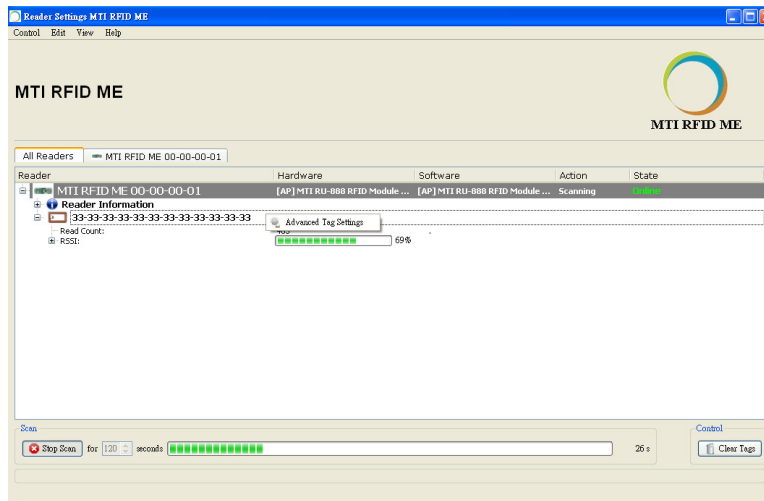 Reader Settings MTI RFID ME
Control Edit View Help
MTI RFID ME
MTI RFID ME
All Readers MTI RFID ME 00-00-00-01
Reader Hardware Software Action State
MTI RFID ME 00-00-00-01 [AP] MTI RU-888 RFID Module ... [AP] MTI RU-888 RFID Module ... Scanning Online
Reader Information
33-33-33-33-33-33-33-33-33-33-33-33
Advanced Tag Settings
Read Count:
RSSI: 69%
Scan Control
Stop Scan for 120 seconds 26 s Clear Tags